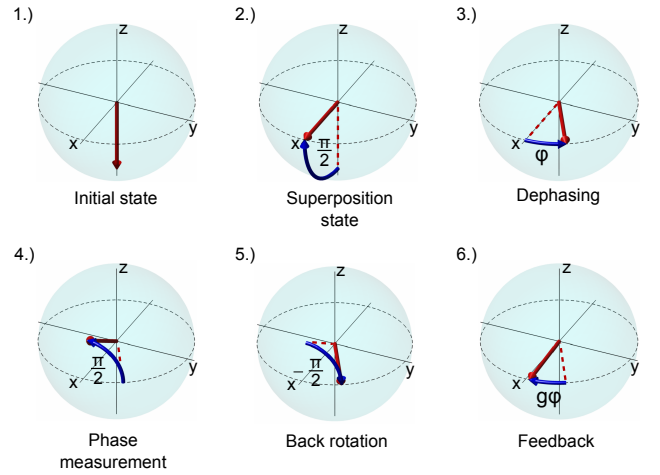 1.)
z
y
x
Initial state
2.)
z
y
x
π
2
Superposition
state
3.)
z
y
x
φ
Dephasing
4.)
z
y
x
π
2
Phase
measurement
5.)
z
y
x
− π
2
Back rotation
6.)
z
y
x
gφ
Feedback